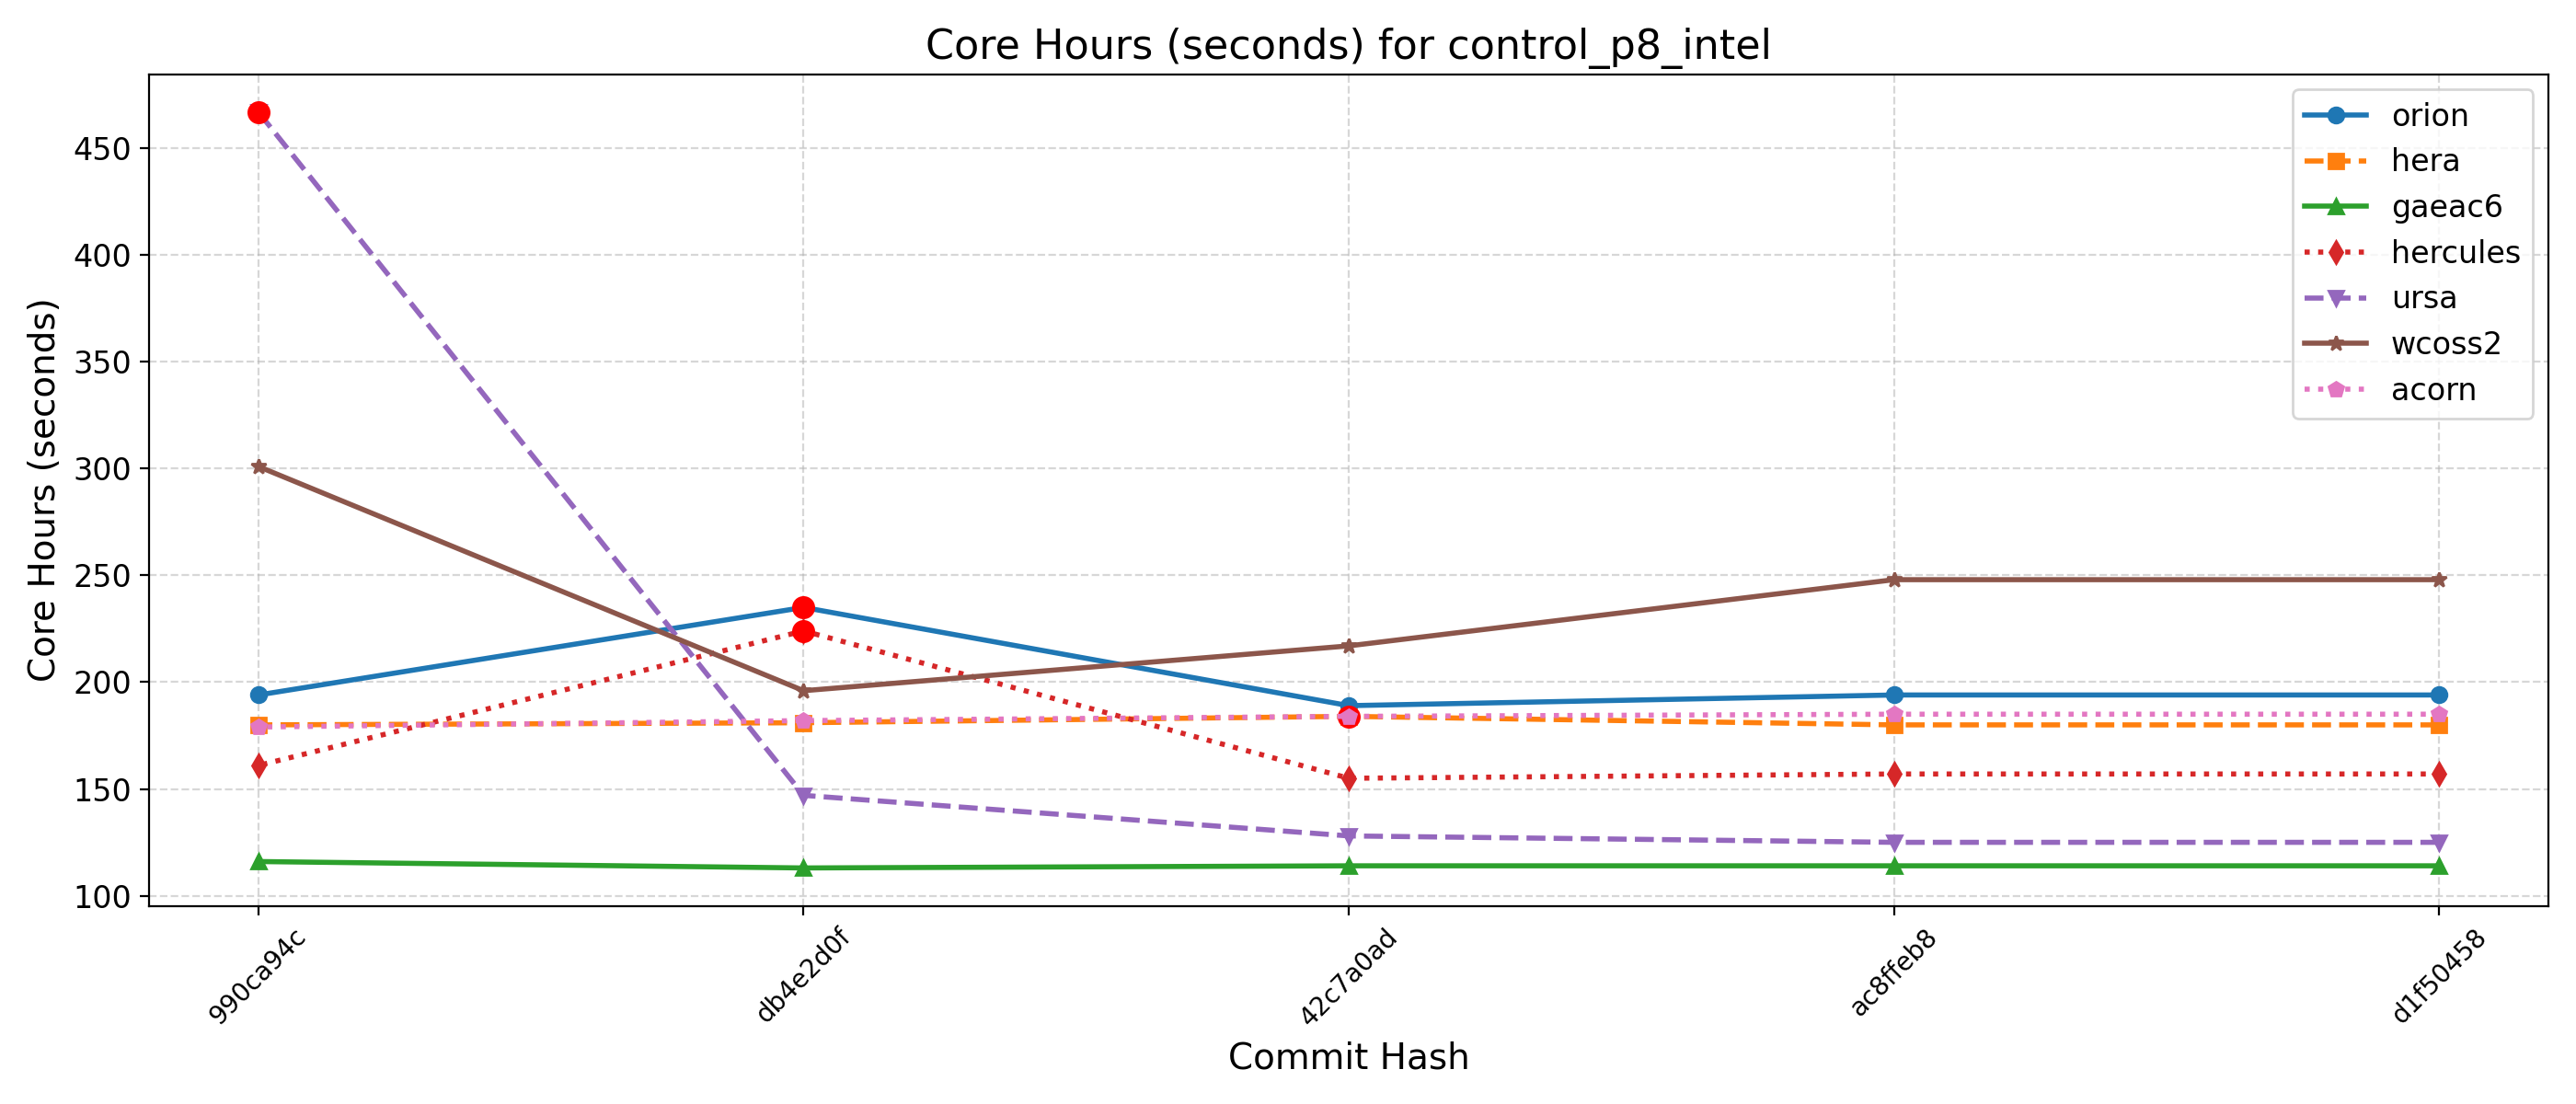 Core Hours (seconds) for control_p8_intel
Core Hours (seconds)
450
400
350
300
250
200
150
100
orion
hera
gaeac6
hercules
ursa
wcoss2
acorn
990ca94c
db4e2d0f
42c7a0ad
ac8ffeb8
d1f50458
Commit Hash